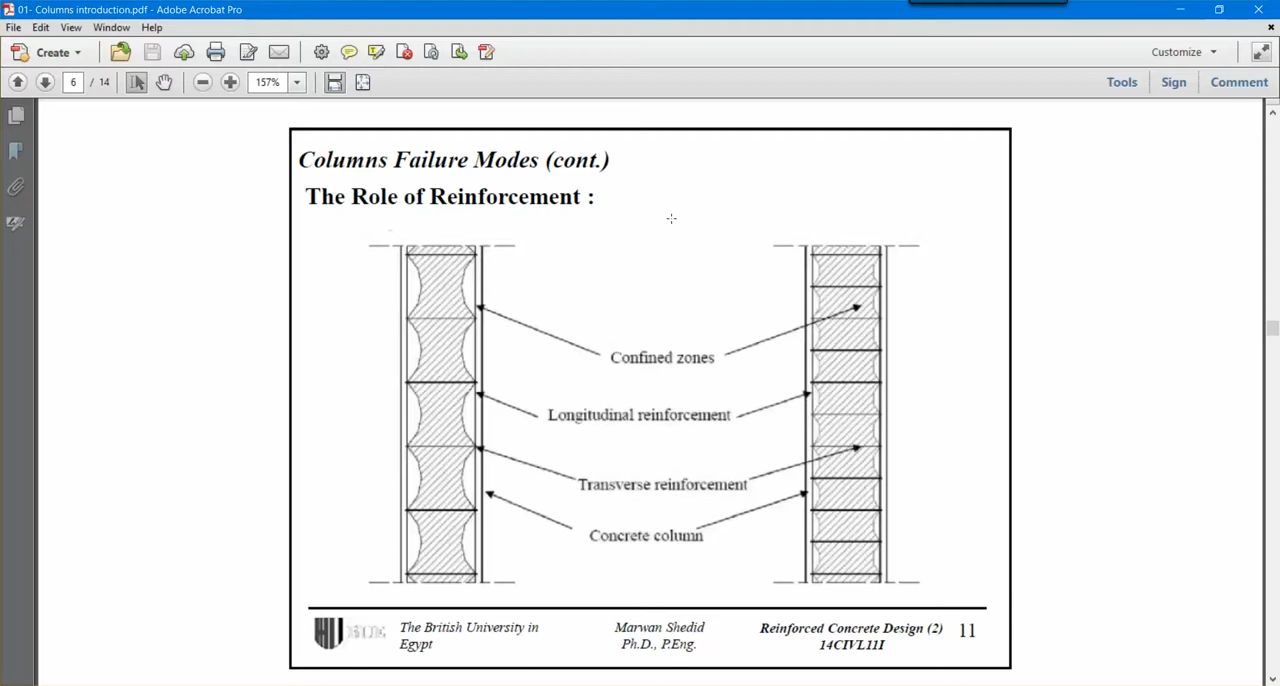 01- Columns introduction.pdf - Adobe Acrobat Pro
File Edit View Window Help
Create
Customize
6 / 14
157%
Tools Sign Comment
Columns Failure Modes (cont.)
The Role of Reinforcement :
Confined zones
Longitudinal reinforcement
Transverse reinforcement
Concrete column
The British University in
Egypt
Marwan Shedid
Ph.D., P.Eng.
Reinforced Concrete Design (2)
14CIVL11I
11